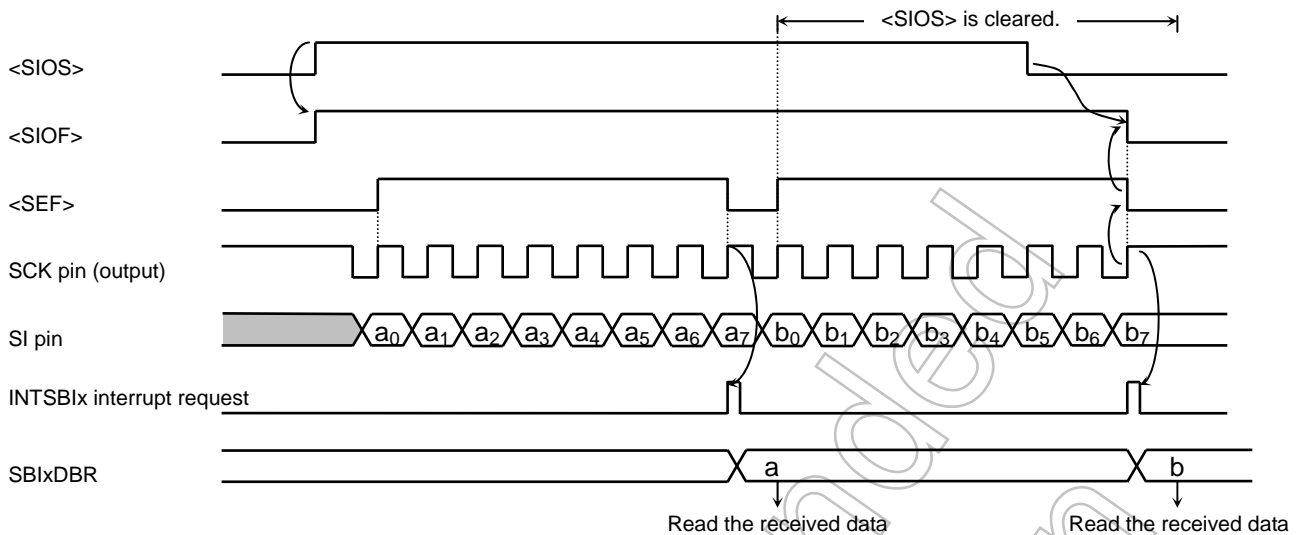 <SIOS> is cleared.
<SIOS>
<SIOF>
<SEF>
SCK pin (output)
SI pin
a0 a1 a2 a3 a4 a5 a6 a7 b0 b1 b2 b3 b4 b5 b6 b7
INTSBIx interrupt request
SBIxDBR
a b
Read the received data Read the received data